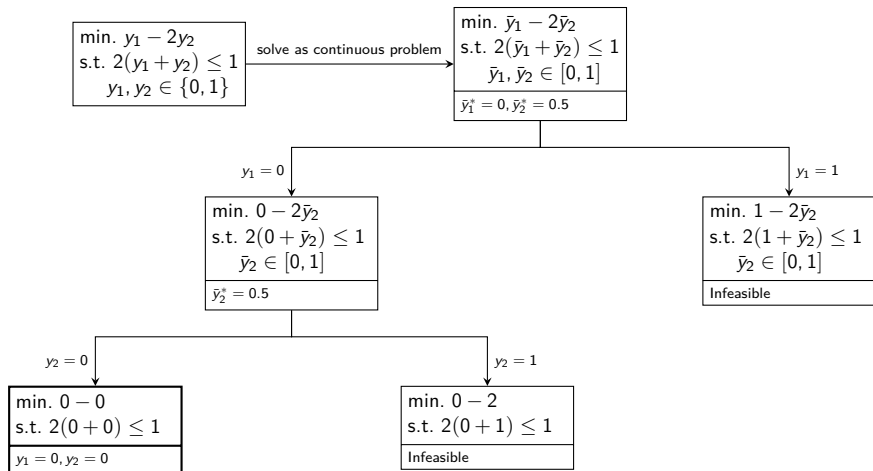 min. y₁ − 2y₂
s.t. 2(y₁ + y₂) ≤ 1
y₁, y₂ ∈ {0, 1}
solve as continuous problem
min. ȳ₁ − 2ȳ₂
s.t. 2(ȳ₁ + ȳ₂) ≤ 1
ȳ₁, ȳ₂ ∈ [0, 1]
ȳ₁* = 0, ȳ₂* = 0.5
y₁ = 0
y₁ = 1
min. 0 − 2ȳ₂
s.t. 2(0 + ȳ₂) ≤ 1
ȳ₂ ∈ [0, 1]
ȳ₂* = 0.5
min. 1 − 2ȳ₂
s.t. 2(1 + ȳ₂) ≤ 1
ȳ₂ ∈ [0, 1]
Infeasible
y₂ = 0
y₂ = 1
min. 0 − 0
s.t. 2(0 + 0) ≤ 1
y₁ = 0, y₂ = 0
min. 0 − 2
s.t. 2(0 + 1) ≤ 1
Infeasible